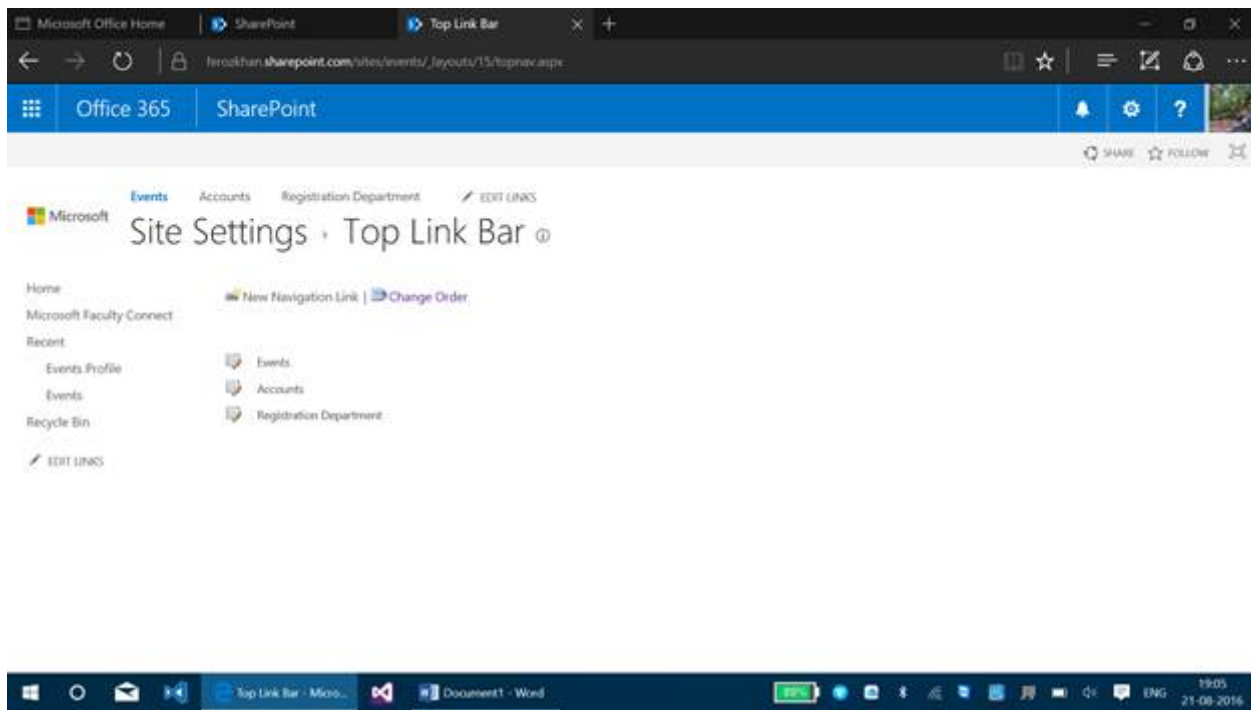 Microsoft Office Home
SharePoint
Top Link Bar
ferozkhan.sharepoint.com/sites/events/_layouts/15/topnav.aspx
Office 365
SharePoint
?
SHARE
FOLLOW
Events
Accounts
Registration Department
EDIT LINKS
Microsoft
Site Settings › Top Link Bar
Home
Microsoft Faculty Connect
Recent
Events Profile
Events
Recycle Bin
EDIT LINKS
New Navigation Link | Change Order
Events
Accounts
Registration Department
Top Link Bar - Micro...
Document1 - Word
ENG
19:05
21-08-2016